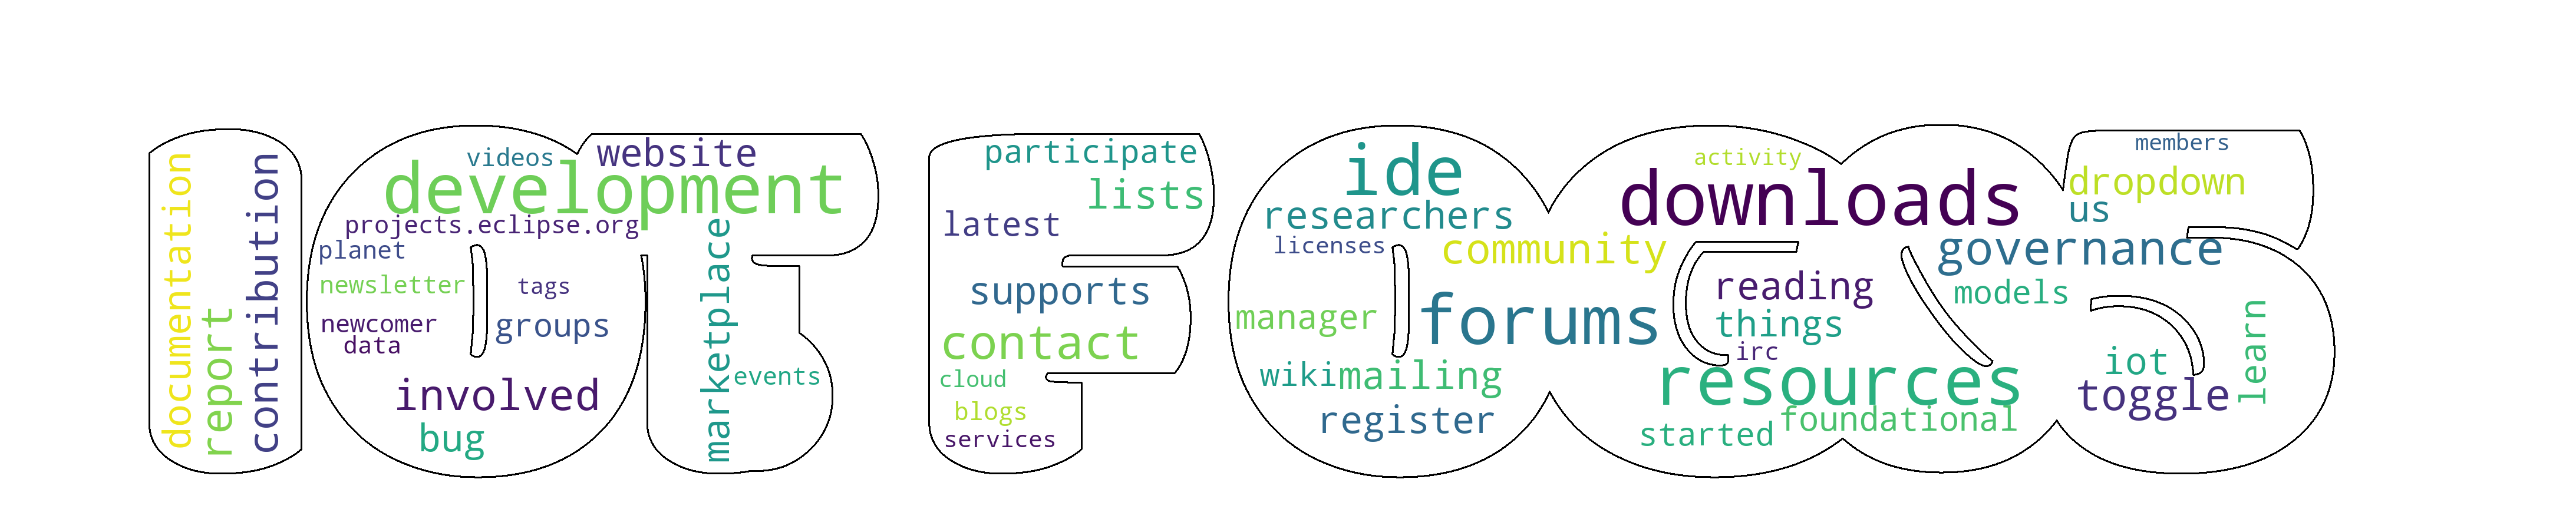 documentation
report
contribution
videos
website
development
projects.eclipse.org
planet
newsletter
tags
newcomer
groups
data
involved
bug
marketplace
events
participate
lists
latest
supports
contact
cloud
blogs
services
ide
researchers
licenses
community
manager
forums
wiki
mailing
register
activity
downloads
reading
things
irc
resources
foundational
started
members
dropdown
us
governance
models
iot
toggle
learn